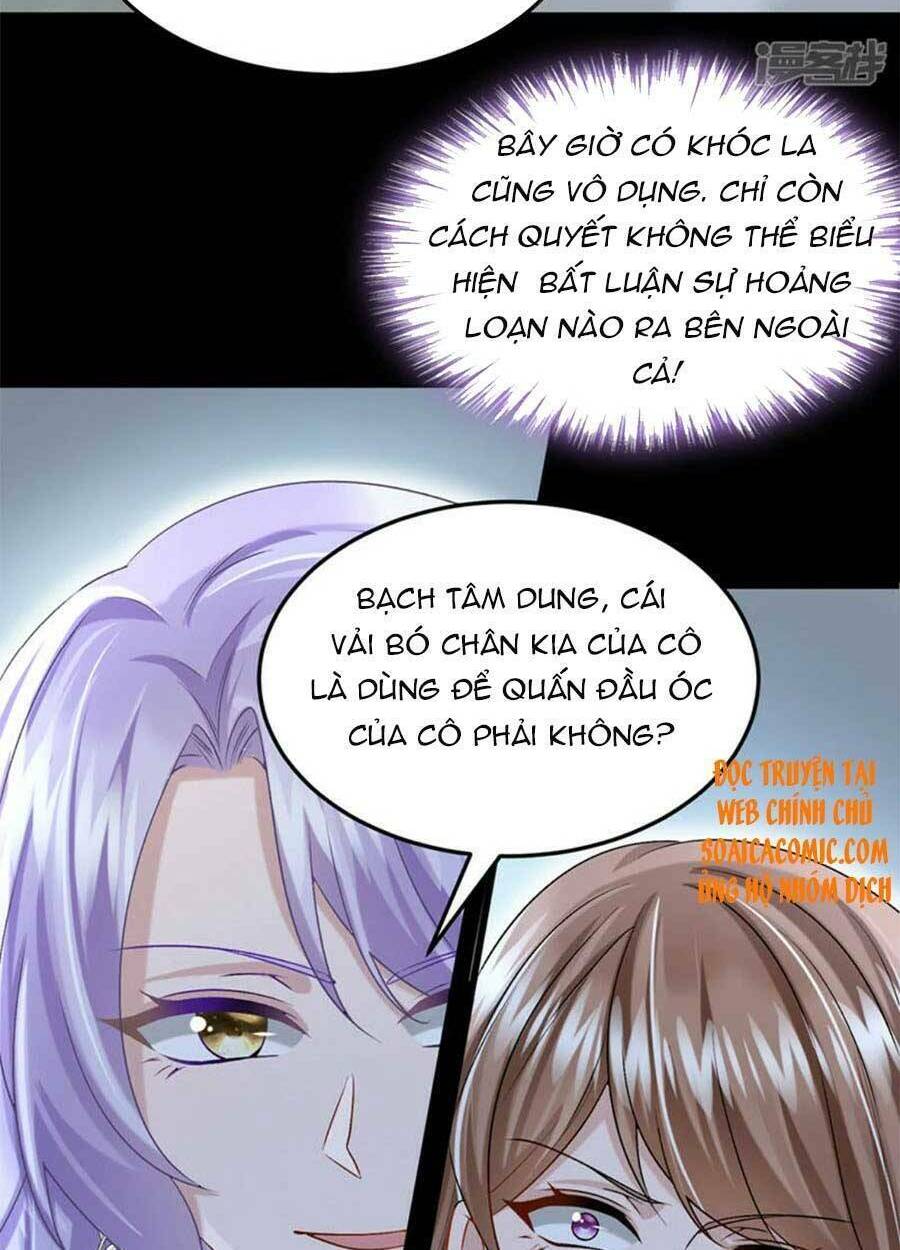 漫客栈
BÂY GIỜ CÓ KHÓC LA
CŨNG VÔ DỤNG. CHỈ CÒN
CÁCH QUYẾT KHÔNG THỂ BIỂU
HIỆN BẤT LUẬN SỰ HOẢNG
LOẠN NÀO RA BÊN NGOÀI
CẢ!
BẠCH TÂM DUNG, CÁI
VẢI BÓ CHÂN KIA CỦA CÔ
LÀ DÙNG ĐỂ QUẤN ĐẦU ÓC
CỦA CÔ PHẢI KHÔNG?
ĐỌC TRUYỆN TẠI
WEB CHÍNH CHỦ
SOAICACOMIC.COM
ỦNG HỘ NHÓM DỊCH